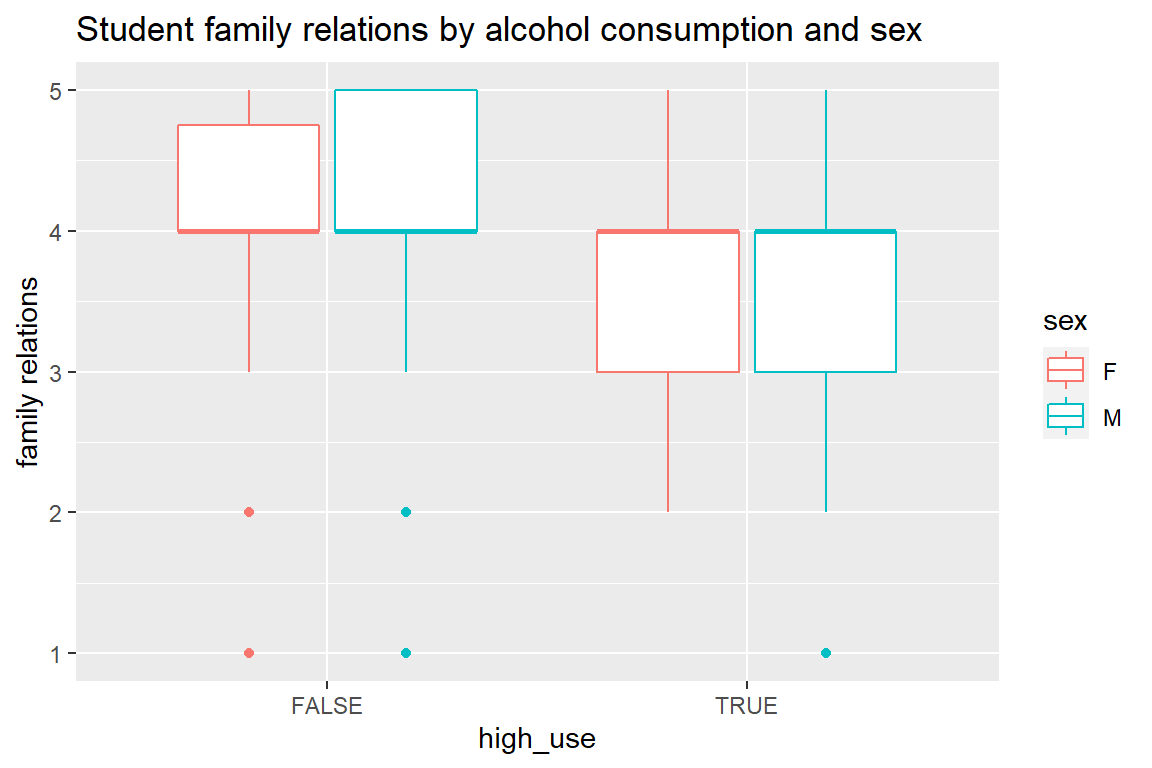 Student family relations by alcohol consumption and sex
family relations
5
4
3
2
1
FALSE
TRUE
high_use
sex
F
M